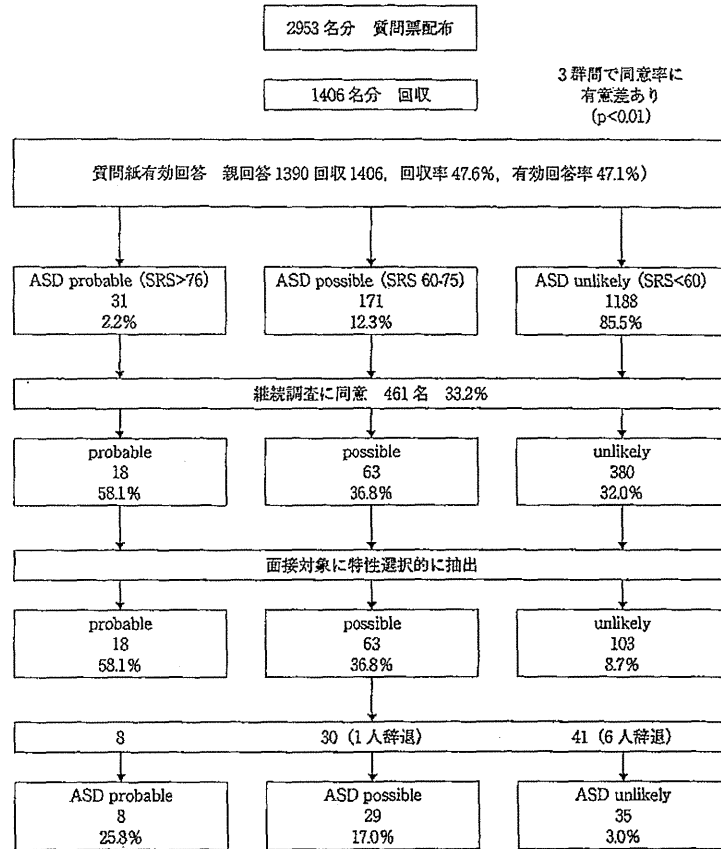 2953 名分　質問票配布
1406 名分　回収
3 群間で同意率に
有意差あり
(p<0.01)
質問紙有効回答　親回答 1390 回収 1406，回収率 47.6%，有効回答率 47.1%）
ASD probable (SRS>76)
31
2.2%
ASD possible (SRS 60-75)
171
12.3%
ASD unlikely (SRS<60)
1188
85.5%
継続調査に同意　461 名　33.2%
probable
18
58.1%
possible
63
36.8%
unlikely
380
32.0%
面接対象に特性選択的に抽出
probable
18
58.1%
possible
63
36.8%
unlikely
103
8.7%
8
30（1 人辞退）
41（6 人辞退）
ASD probable
8
25.8%
ASD possible
29
17.0%
ASD unlikely
35
3.0%